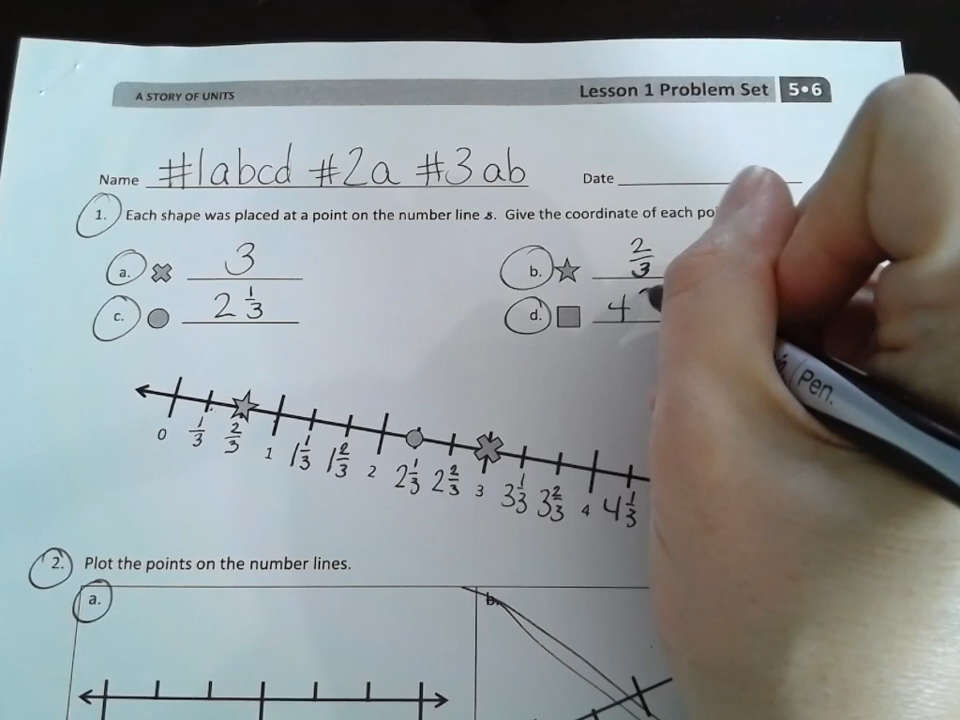 A STORY OF UNITS Lesson 1 Problem Set 5•6
Name #1abcd #2a #3ab Date
1. Each shape was placed at a point on the number line s. Give the coordinate of each
a. 3 b. 2/3
c. 2 1/3 d. 4
0 1/3 2/3 1 1 1/3 1 2/3 2 2 1/3 2 2/3 3 3 1/3 3 2/3 4 4 1/3
2. Plot the points on the number lines.
a. b.
Pen.